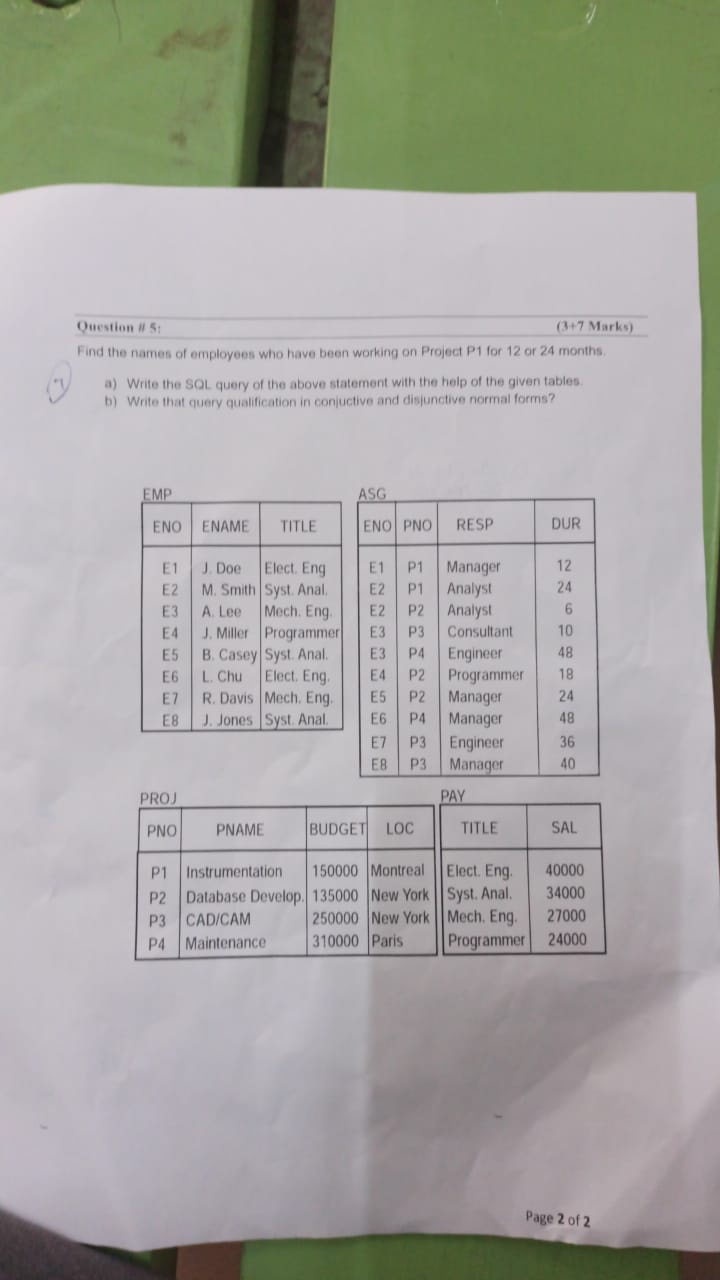 Question # 5: (3+7 Marks)
Find the names of employees who have been working on Project P1 for 12 or 24 months.
a) Write the SQL query of the above statement with the help of the given tables.
b) Write that query qualification in conjuctive and disjunctive normal forms?
EMP
ENO ENAME TITLE
E1 J. Doe Elect. Eng
E2 M. Smith Syst. Anal.
E3 A. Lee Mech. Eng.
E4 J. Miller Programmer
E5 B. Casey Syst. Anal.
E6 L. Chu Elect. Eng.
E7 R. Davis Mech. Eng.
E8 J. Jones Syst. Anal.
ASG
ENO PNO RESP DUR
E1 P1 Manager 12
E2 P1 Analyst 24
E2 P2 Analyst 6
E3 P3 Consultant 10
E3 P4 Engineer 48
E4 P2 Programmer 18
E5 P2 Manager 24
E6 P4 Manager 48
E7 P3 Engineer 36
E8 P3 Manager 40
PROJ
PNO PNAME BUDGET LOC
P1 Instrumentation 150000 Montreal
P2 Database Develop. 135000 New York
P3 CAD/CAM 250000 New York
P4 Maintenance 310000 Paris
PAY
TITLE SAL
Elect. Eng. 40000
Syst. Anal. 34000
Mech. Eng. 27000
Programmer 24000
Page 2 of 2